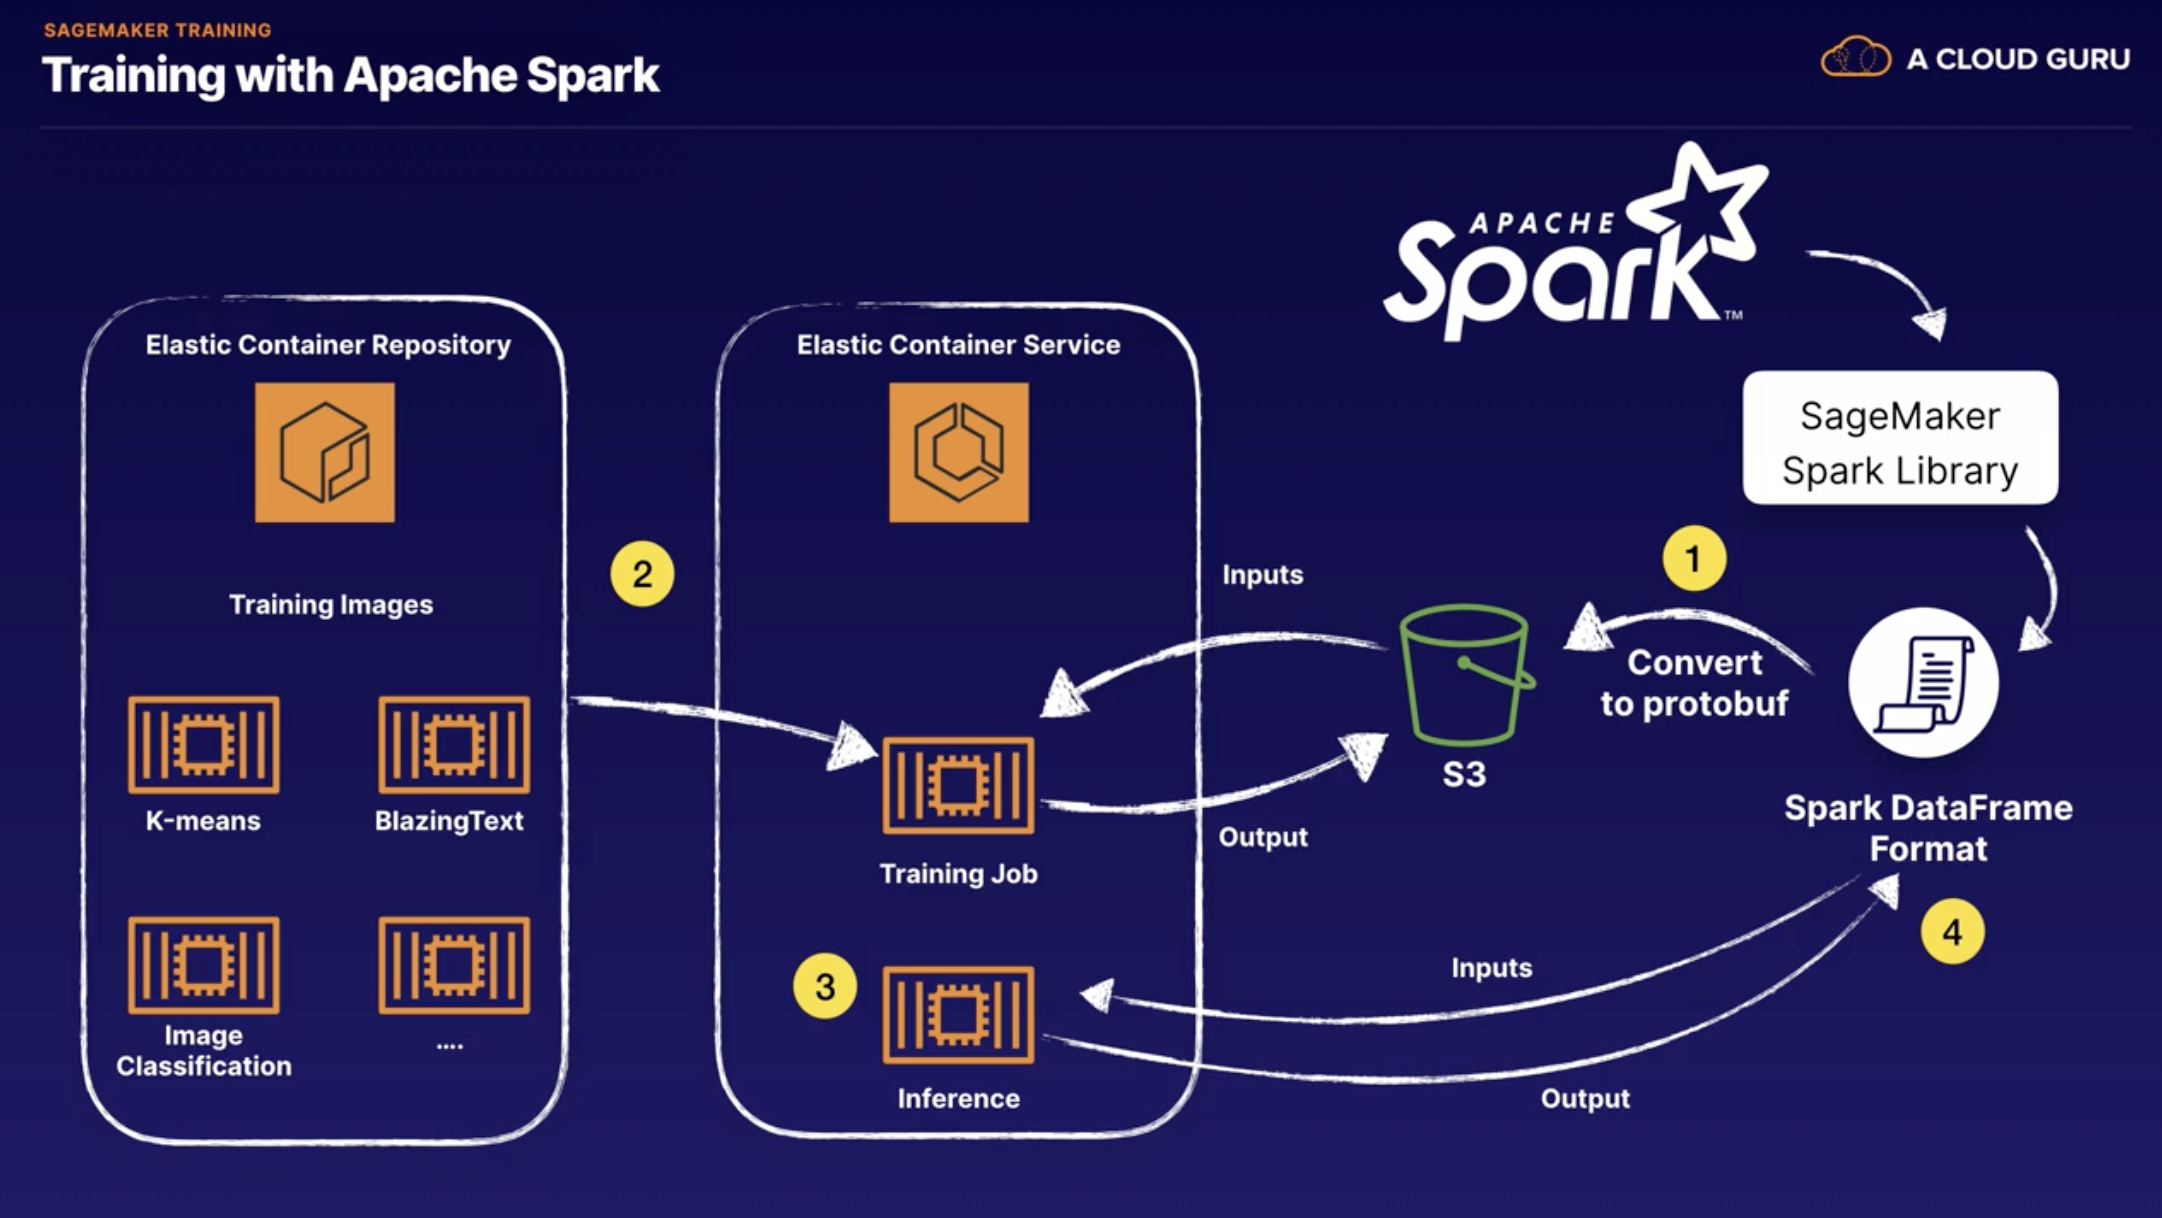 SAGEMAKER TRAINING
Training with Apache Spark
A CLOUD GURU
APACHE
Spark™
SageMaker
Spark Library
Elastic Container Repository
Training Images
K-means
BlazingText
Image
Classification
....
2
Elastic Container Service
Training Job
3
Inference
Inputs
Output
S3
1
Convert
to protobuf
Spark DataFrame
Format
4
Inputs
Output